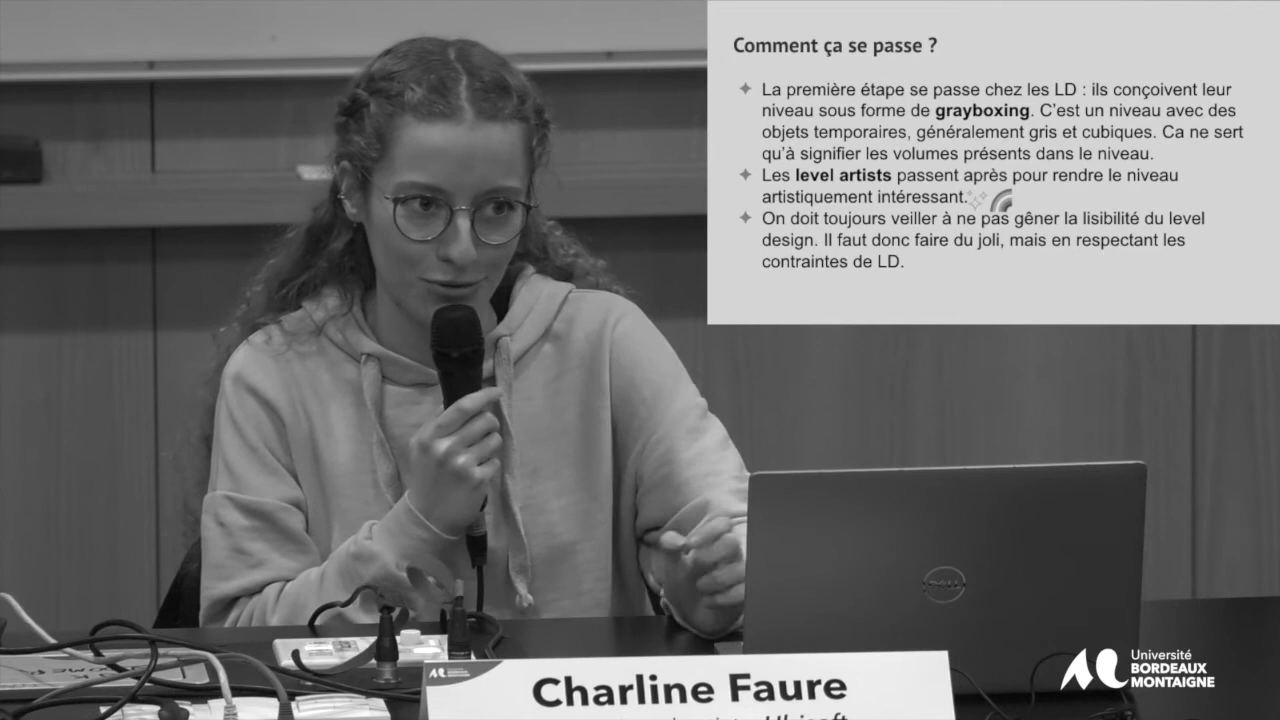 Comment ça se passe ?
La première étape se passe chez les LD : ils conçoivent leur
niveau sous forme de grayboxing. C'est un niveau avec des
objets temporaires, généralement gris et cubiques. Ca ne sert
qu'à signifier les volumes présents dans le niveau.
Les level artists passent après pour rendre le niveau
artistiquement intéressant.
On doit toujours veiller à ne pas gêner la lisibilité du level
design. Il faut donc faire du joli, mais en respectant les
contraintes de LD.
DELL
Charline Faure
Ubisoft
Université
BORDEAUX
MONTAIGNE